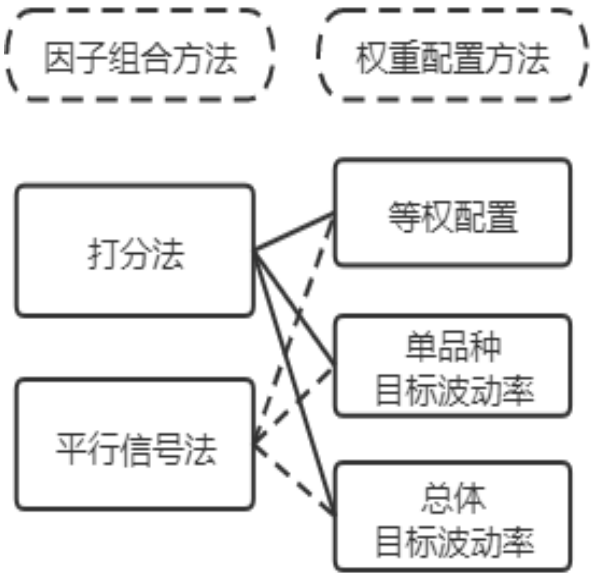 因子组合方法
权重配置方法
打分法
平行信号法
等权配置
单品种
目标波动率
总体
目标波动率